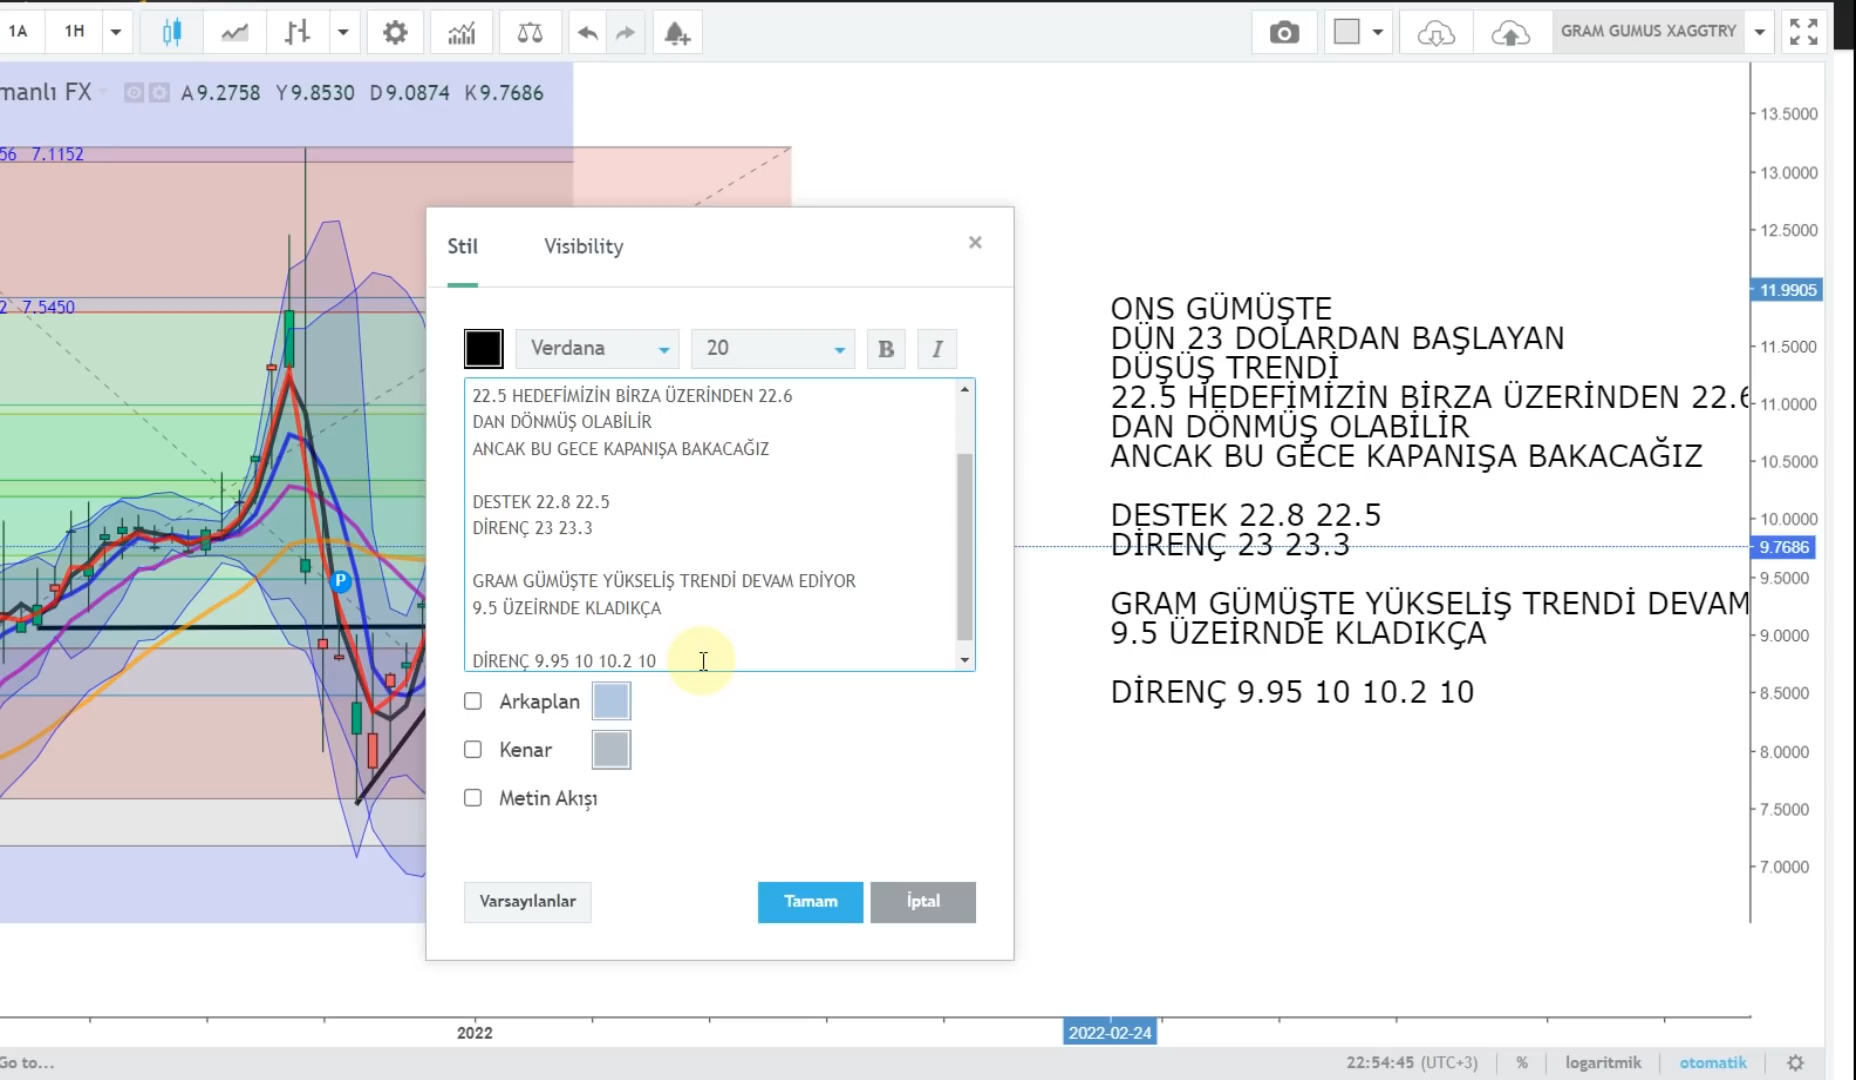 1A 1H GRAM GUMUS XAGGTRY
manlı FX A9.2758 Y9.8530 D9.0874 K9.7686
56 7.1152
2 7.5450
P
Stil Visibility ×
Verdana 20 B I
22.5 HEDEFİMİZİN BİRZA ÜZERİNDEN 22.6
DAN DÖNMÜŞ OLABİLİR
ANCAK BU GECE KAPANIŞA BAKACAĞIZ
DESTEK 22.8 22.5
DİRENÇ 23 23.3
GRAM GÜMÜŞTE YÜKSELİŞ TRENDİ DEVAM EDİYOR
9.5 ÜZEİRNDE KLADIKÇA
DİRENÇ 9.95 10 10.2 10
Arkaplan
Kenar
Metin Akışı
Varsayılanlar Tamam İptal
ONS GÜMÜŞTE
DÜN 23 DOLARDAN BAŞLAYAN
DÜŞÜŞ TRENDİ
22.5 HEDEFİMİZİN BİRZA ÜZERİNDEN 22.6
DAN DÖNMÜŞ OLABİLİR
ANCAK BU GECE KAPANIŞA BAKACAĞIZ
DESTEK 22.8 22.5
DİRENÇ 23 23.3
GRAM GÜMÜŞTE YÜKSELİŞ TRENDİ DEVAM
9.5 ÜZEİRNDE KLADIKÇA
DİRENÇ 9.95 10 10.2 10
13.5000
13.0000
12.5000
11.9905
11.5000
11.0000
10.5000
10.0000
9.7686
9.5000
9.0000
8.5000
8.0000
7.5000
7.0000
2022 2022-02-24
Go to... 22:54:45 (UTC+3) % logaritmik otomatik